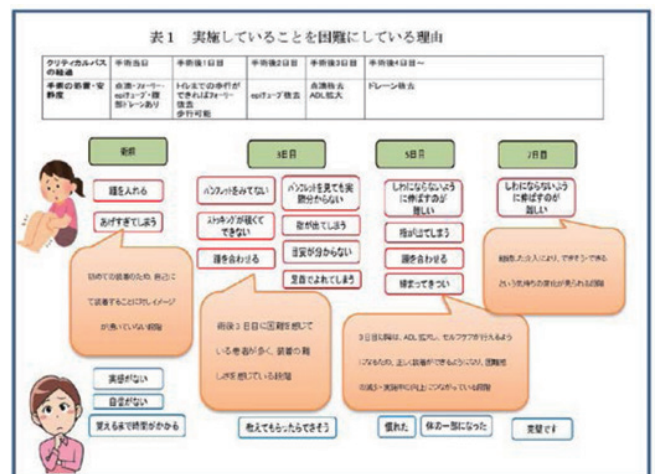 表1 実施していることを困難にしている理由
クリティカルパス
の経過
手術当日
手術後1日目
手術後2日目
手術後3日目
手術後4日目～
手術の処置・安
静度
点滴・フォーリー・
epiチューブ・腹
部ドレーンあり
トイレまでの歩行が
できればフォーリー
抜去
歩行可能
epiチューブ抜去
点滴抜去
ADL拡大
ドレーン抜去
術前
3日目
5日目
7日目
踵を入れる
あげすぎてしまう
パンフレットをみてない
ストッキングが硬くて
できない
踵を合わせる
パンフレットを見ても実
際分からない
指が出てしまう
目安が分からない
足首でよれてしまう
しわにならないよう
に伸ばすのが
難しい
指が出てしまう
踵を合わせる
締まってきつい
しわにならないよう
に伸ばすのが
難しい
初めての装着のため、自己に
て装着することに対しイメージ
が沸いていない段階
術後3日目に困難を感じて
いる患者が多く、装着の難
しさを感じている段階
3日目以降は、ADL拡大し、セルフケアが行えるよう
になるため、正しく装着ができるようになり、困難感
の減少・実施率の向上につながっている段階
した介入により、できそう・できる
という気持ちの変化が見られる段階
実感がない
自信がない
覚えるまで時間がかかる
教えてもらったらできそう
慣れた
体の一部になった
完璧です